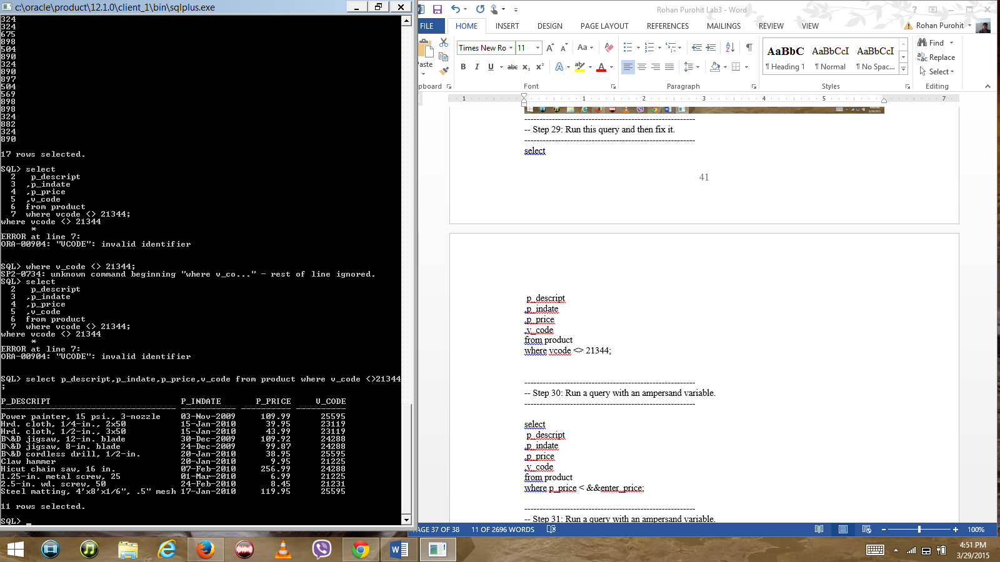 c:\oracle\product\12.1.0\client_1\bin\sqlplus.exe
324
324
675
898
504
890
324
890
897
504
569
898
898
324
882
324
890
17 rows selected.
SQL> select
2 p_descript
3 ,p_indate
4 ,p_price
5 ,v_code
6 from product
7 where vcode <> 21344;
where vcode <> 21344
*
ERROR at line 7:
ORA-00904: "VCODE": invalid identifier
SQL> where v_code <> 21344;
SP2-0734: unknown command beginning "where v_co..." - rest of line ignored.
SQL> select
2 p_descript
3 ,p_indate
4 ,p_price
5 ,v_code
6 from product
7 where vcode <> 21344;
where vcode <> 21344
*
ERROR at line 7:
ORA-00904: "VCODE": invalid identifier
SQL> select p_descript,p_indate,p_price,v_code from product where v_code <>21344
;
P_DESCRIPT P_INDATE P_PRICE V_CODE
----------------------------------- ----------- ---------- ----------
Power painter, 15 psi., 3-nozzle 03-Nov-2009 109.99 25595
Hrd. cloth, 1/4-in., 2x50 15-Jan-2010 39.95 23119
Hrd. cloth, 1/2-in., 3x50 15-Jan-2010 43.99 23119
B\&D jigsaw, 12-in. blade 30-Dec-2009 109.92 24288
B\&D jigsaw, 8-in. blade 24-Dec-2009 99.87 24288
B\&D cordless drill, 1/2-in. 20-Jan-2010 38.95 25595
Claw hammer 20-Jan-2010 9.95 21225
Hicut chain saw, 16 in. 07-Feb-2010 256.99 24288
1.25-in. metal screw, 25 01-Mar-2010 6.99 21225
2.5-in. wd. screw, 50 24-Feb-2010 8.45 21231
Steel matting, 4'x8'x1/6", .5" mesh 17-Jan-2010 119.95 25595
11 rows selected.
SQL> _
Rohan Purohit Lab3 - Word
FILE HOME INSERT DESIGN PAGE LAYOUT REFERENCES MAILINGS REVIEW VIEW Rohan Purohit
Times New Ro 11 Aa
B I U abc x₂ x² A ab A
AaBbC AaBbCcI AaBbCcI
¶ Heading 1 ¶ Normal ¶ No Spac...
Find
Replace
Select
aste
pboard Font Paragraph Styles Editing
1 1 2 3 4 5 7
-------------------------------------------------------
-- Step 29: Run this query and then fix it.
-------------------------------------------------------
select
41
p_descript
,p_indate
,p_price
,v_code
from product
where vcode <> 21344;
-------------------------------------------------------
-- Step 30: Run a query with an ampersand variable.
-------------------------------------------------------
select
p_descript
,p_indate
,p_price
,v_code
from product
where p_price < &&enter_price;
-------------------------------------------------------
-- Step 31: Run a query with an ampersand variable.
AGE 37 OF 38 11 OF 2696 WORDS 100%
4:51 PM
3/29/2015